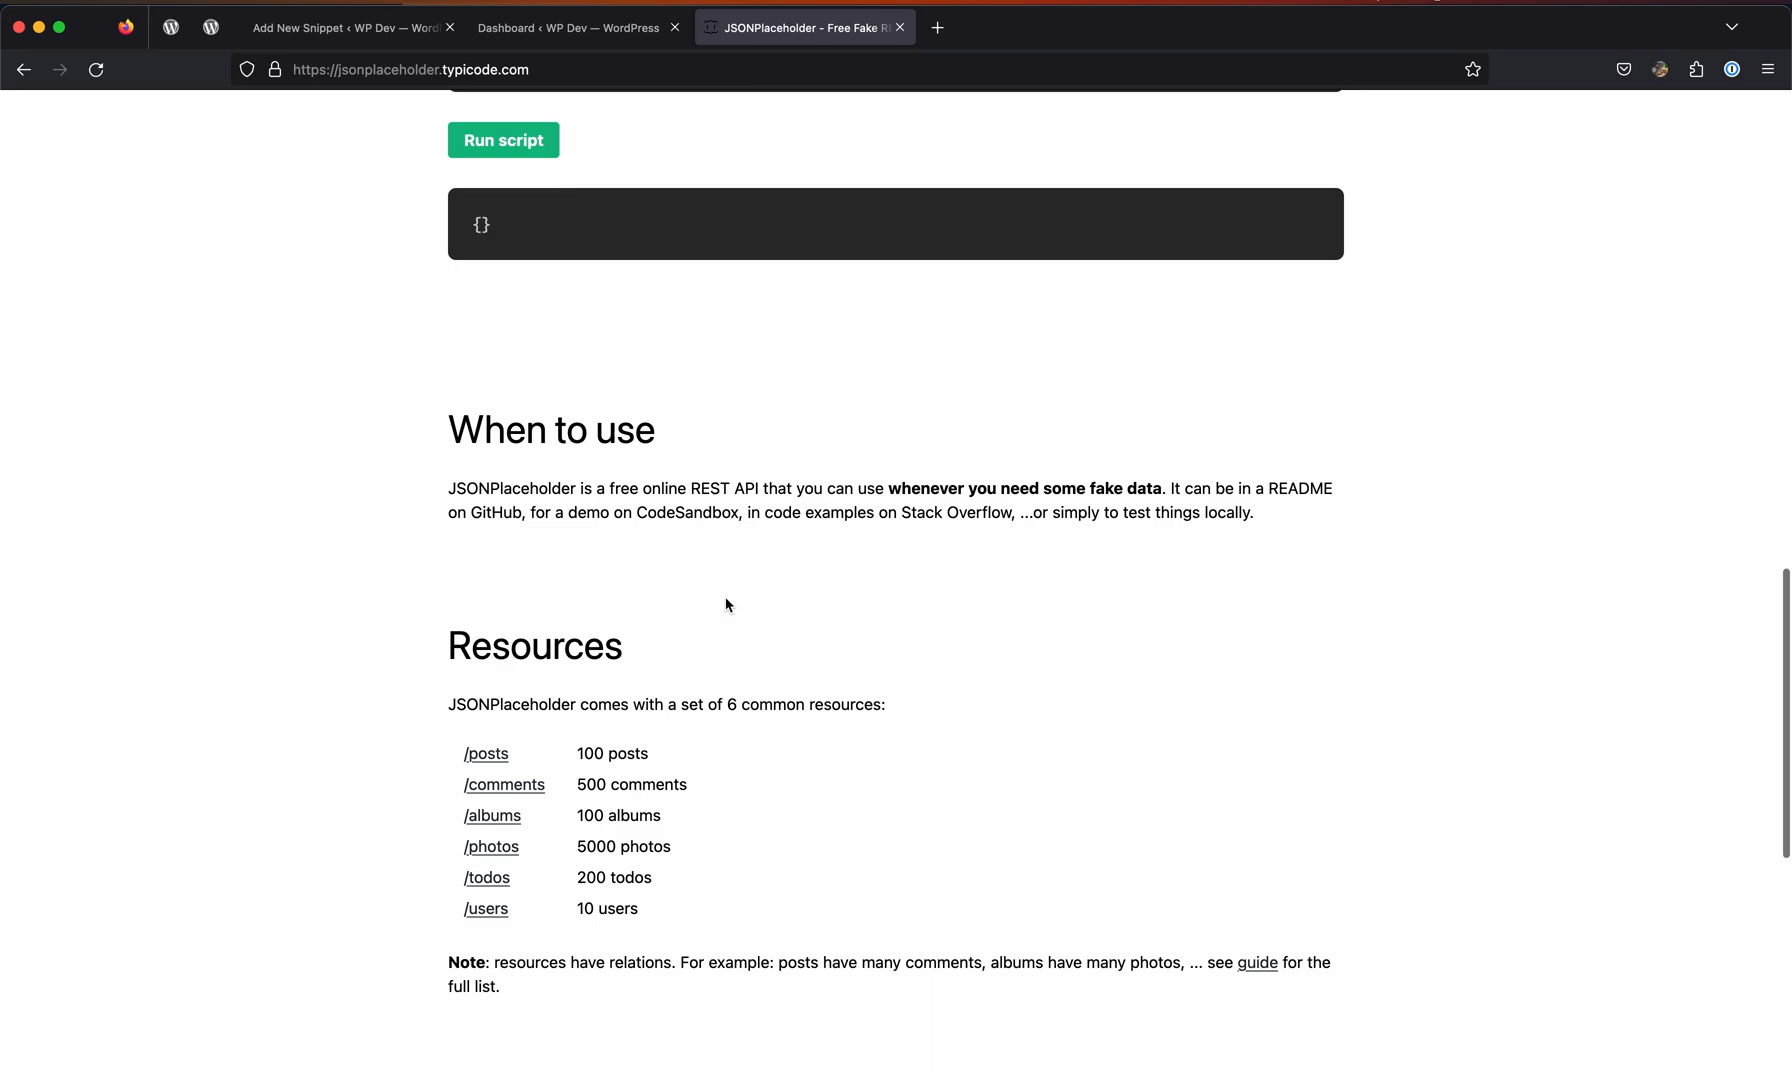 Add New Snippet ‹ WP Dev — Word
Dashboard ‹ WP Dev — WordPress
JSONPlaceholder - Free Fake R
https://jsonplaceholder.typicode.com
Run script
{}
When to use
JSONPlaceholder is a free online REST API that you can use whenever you need some fake data. It can be in a README
on GitHub, for a demo on CodeSandbox, in code examples on Stack Overflow, ...or simply to test things locally.
Resources
JSONPlaceholder comes with a set of 6 common resources:
/posts 100 posts
/comments 500 comments
/albums 100 albums
/photos 5000 photos
/todos 200 todos
/users 10 users
Note: resources have relations. For example: posts have many comments, albums have many photos, ... see guide for the
full list.